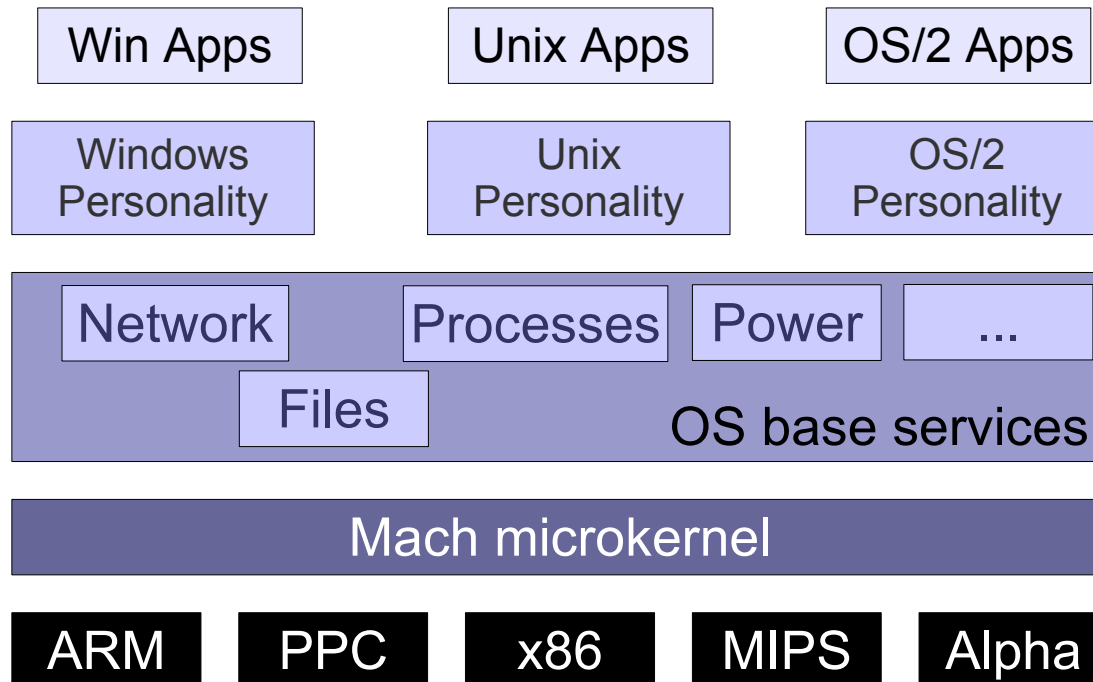 Win Apps
Unix Apps
OS/2 Apps
Windows
Personality
Unix
Personality
OS/2
Personality
Network
Processes
Power
...
Files
OS base services
Mach microkernel
ARM
PPC
x86
MIPS
Alpha